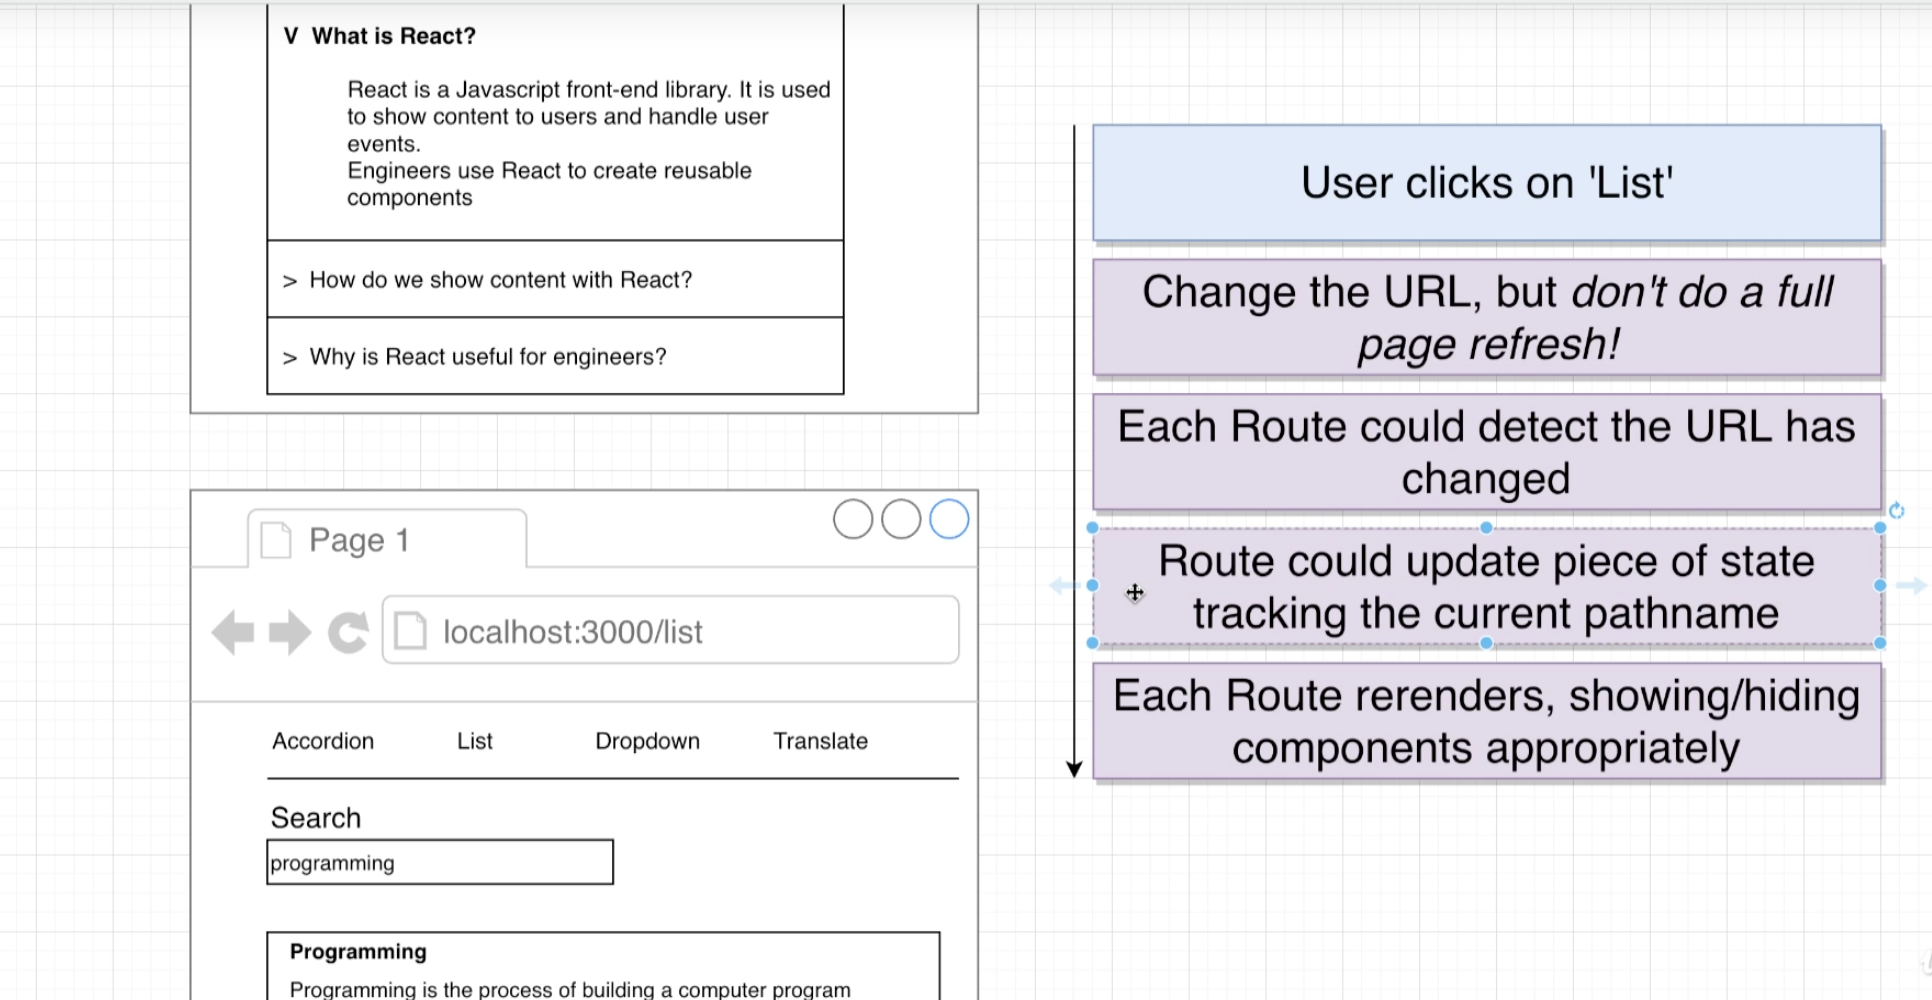 V What is React?
React is a Javascript front-end library. It is used
to show content to users and handle user
events.
Engineers use React to create reusable
components
> How do we show content with React?
> Why is React useful for engineers?
Page 1
localhost:3000/list
Accordion List Dropdown Translate
Search
programming
Programming
Programming is the process of building a computer program
User clicks on 'List'
Change the URL, but don't do a full
page refresh!
Each Route could detect the URL has
changed
Route could update piece of state
tracking the current pathname
Each Route rerenders, showing/hiding
components appropriately